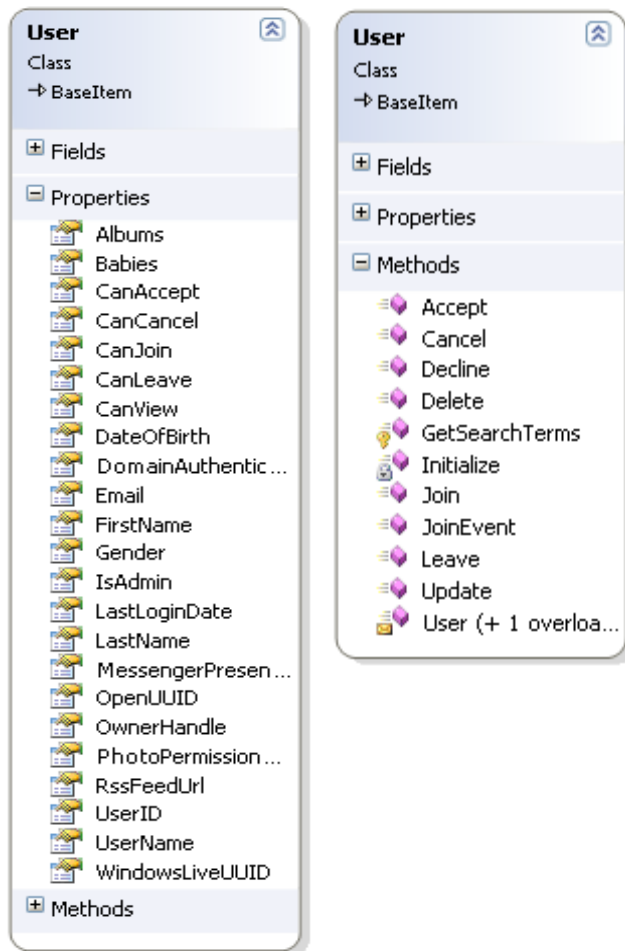 User
Class
BaseItem
Fields
Properties
Albums
Babies
CanAccept
CanCancel
CanJoin
CanLeave
CanView
DateOfBirth
DomainAuthentic...
Email
FirstName
Gender
IsAdmin
LastLoginDate
LastName
MessengerPresen...
OpenUUID
OwnerHandle
PhotoPermission...
RssFeedUrl
UserID
UserName
WindowsLiveUUID
Methods
User
Class
BaseItem
Fields
Properties
Methods
Accept
Cancel
Decline
Delete
GetSearchTerms
Initialize
Join
JoinEvent
Leave
Update
User (+ 1 overloa...